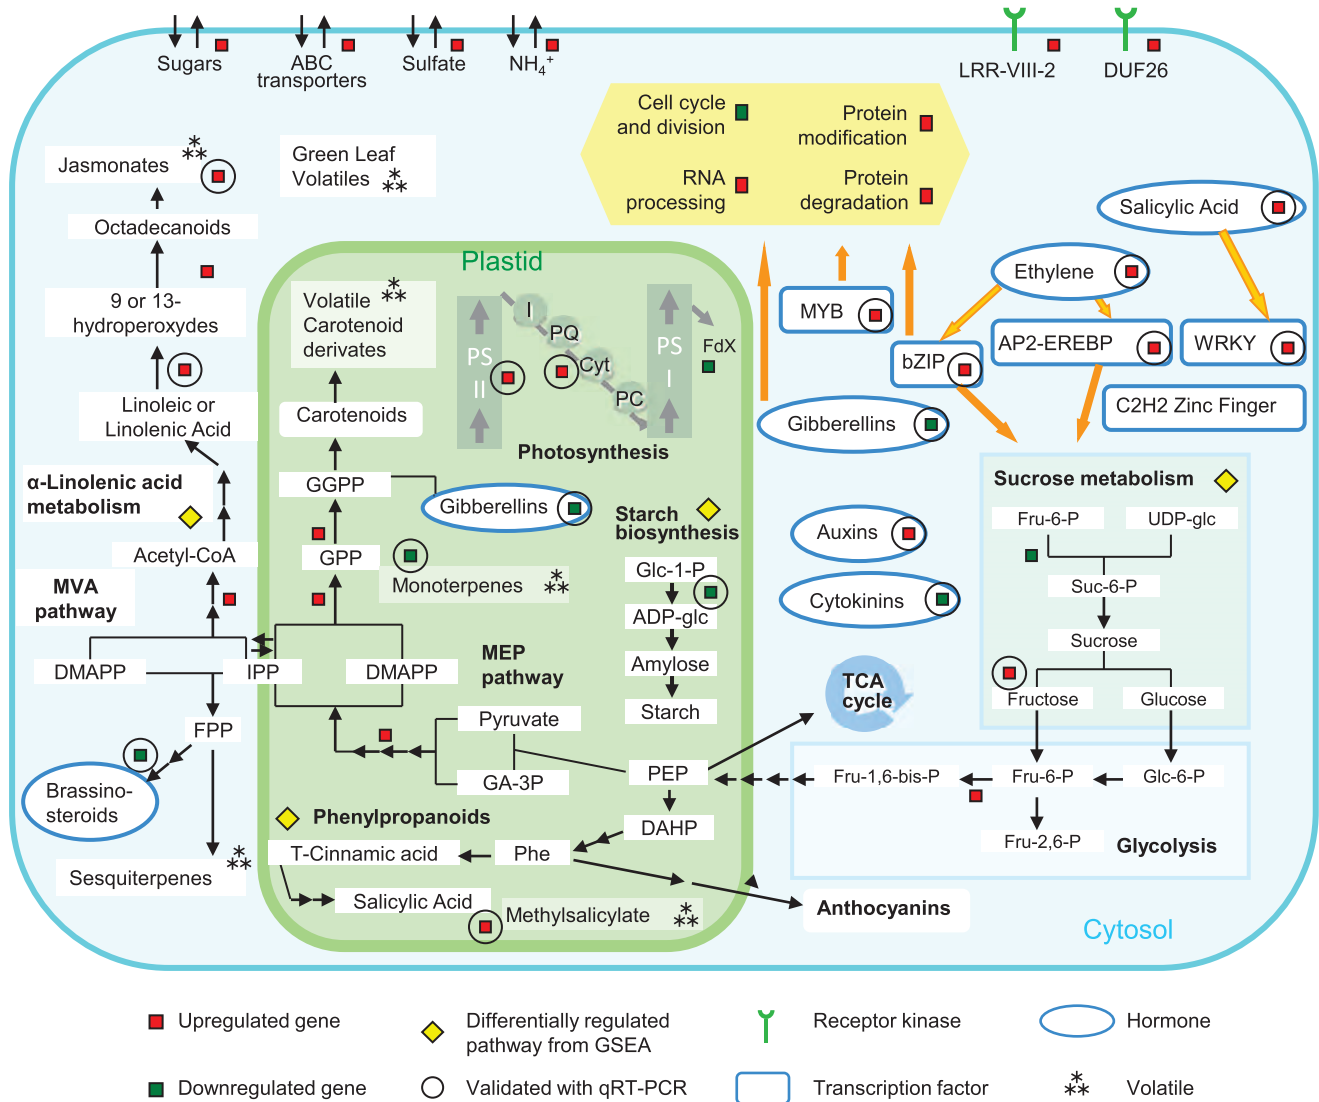 Sugars
ABC
transporters
Sulfate
NH4+
LRR-VIII-2
DUF26
Cell cycle
and division
Protein
modification
RNA
processing
Protein
degradation
Jasmonates
Green Leaf
Volatiles
Octadecanoids
9 or 13-
hydroperoxydes
Linoleic or
Linolenic Acid
α-Linolenic acid
metabolism
Acetyl-CoA
MVA
pathway
DMAPP
IPP
DMAPP
FPP
Brassino-
steroids
Sesquiterpenes
Plastid
Volatile
Carotenoid
derivates
Carotenoids
GGPP
GPP
Gibberellins
Monoterpenes
PS
II
I
PQ
Cyt
PC
PS
I
FdX
Photosynthesis
Starch
biosynthesis
Glc-1-P
ADP-glc
Amylose
Starch
MEP
pathway
Pyruvate
GA-3P
PEP
DAHP
Phenylpropanoids
T-Cinnamic acid
Phe
Salicylic Acid
Methylsalicylate
Salicylic Acid
Ethylene
MYB
bZIP
AP2-EREBP
WRKY
C2H2 Zinc Finger
Gibberellins
Auxins
Cytokinins
TCA
cycle
Sucrose metabolism
Fru-6-P
UDP-glc
Suc-6-P
Sucrose
Fructose
Glucose
Fru-1,6-bis-P
Fru-6-P
Glc-6-P
Fru-2,6-P
Glycolysis
Anthocyanins
Cytosol
Upregulated gene
Differentially regulated
pathway from GSEA
Receptor kinase
Hormone
Downregulated gene
Validated with qRT-PCR
Transcription factor
Volatile